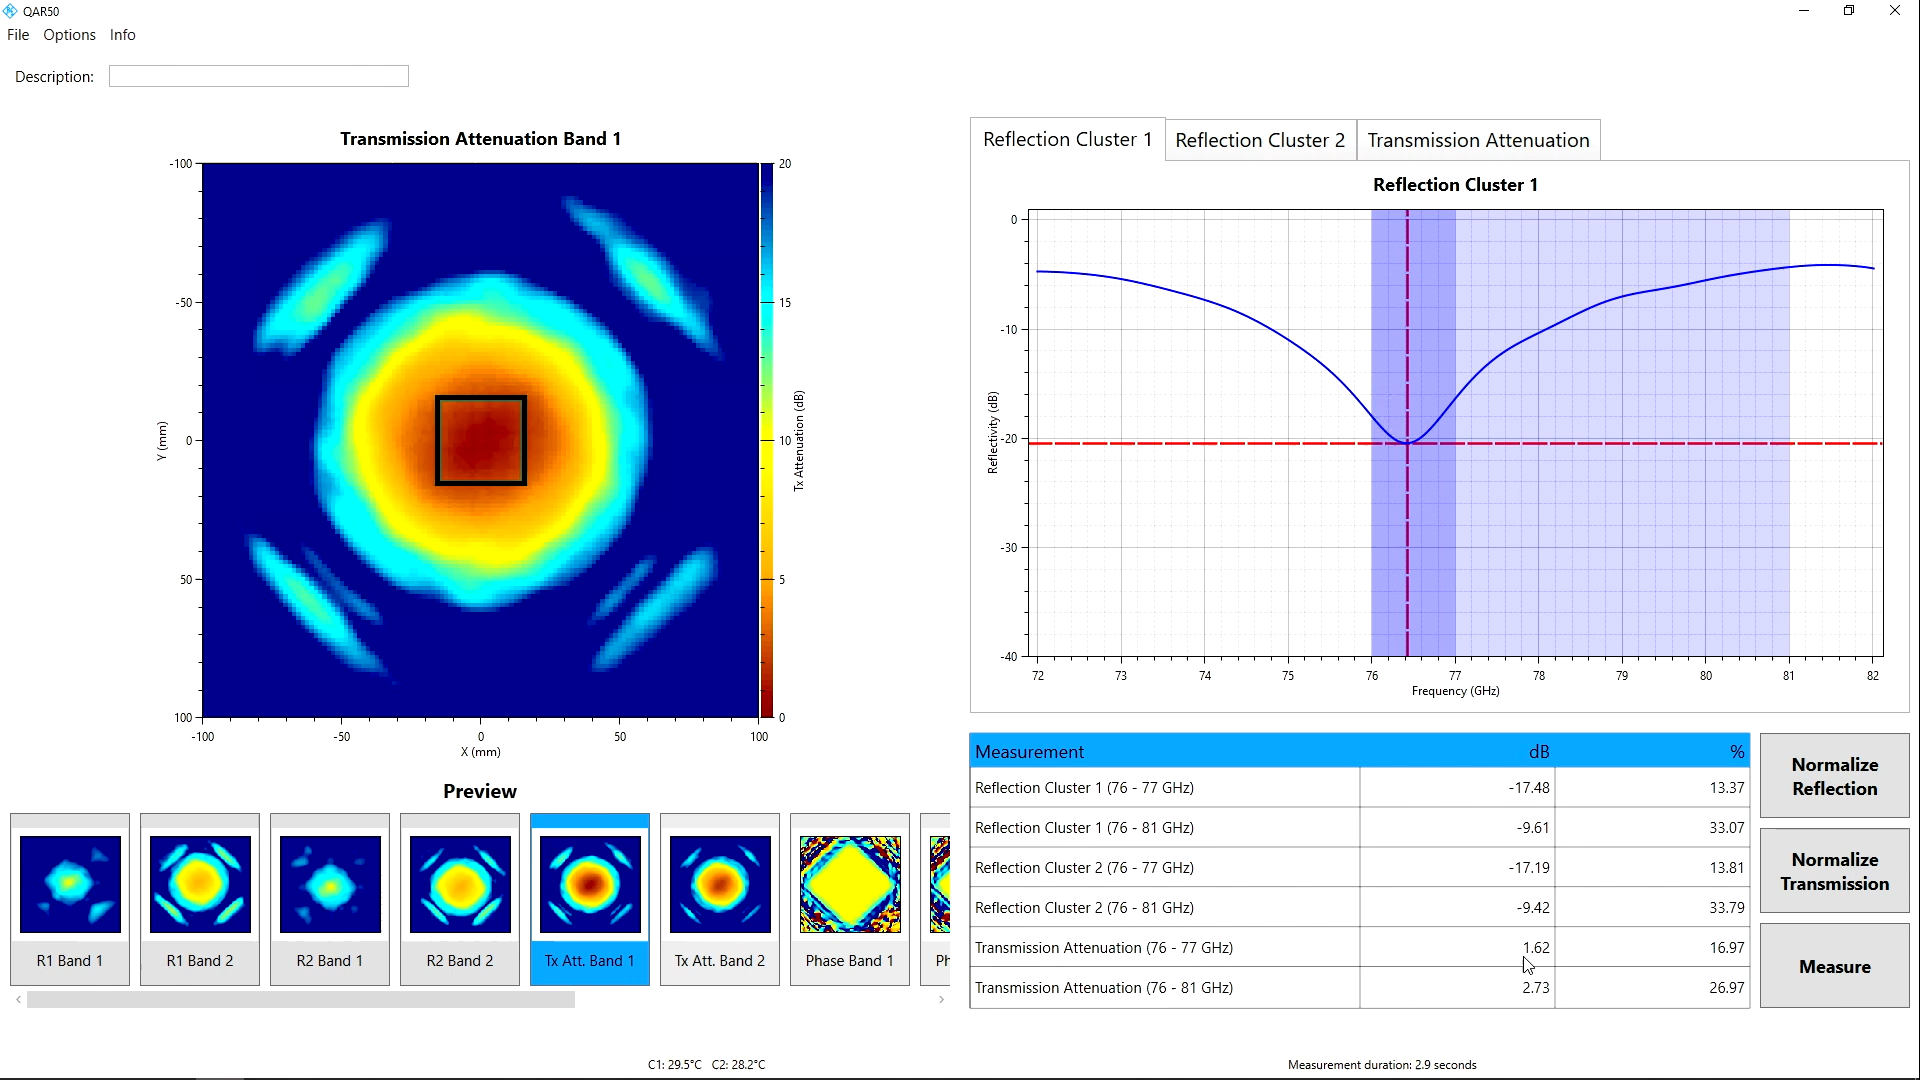 QAR50
File Options Info
Description:
Transmission Attenuation Band 1
-100
-50
0
50
100
Y (mm)
-100 -50 0 50 100
X (mm)
20
15
10
5
0
Tx Attenuation (dB)
Preview
R1 Band 1
R1 Band 2
R2 Band 1
R2 Band 2
Tx Att. Band 1
Tx Att. Band 2
Phase Band 1
Ph
Reflection Cluster 1 Reflection Cluster 2 Transmission Attenuation
Reflection Cluster 1
0
-10
-20
-30
-40
Reflectivity (dB)
72 73 74 75 76 77 78 79 80 81 82
Frequency (GHz)
Measurement dB %
Reflection Cluster 1 (76 - 77 GHz) -17.48 13.37
Reflection Cluster 1 (76 - 81 GHz) -9.61 33.07
Reflection Cluster 2 (76 - 77 GHz) -17.19 13.81
Reflection Cluster 2 (76 - 81 GHz) -9.42 33.79
Transmission Attenuation (76 - 77 GHz) 1.62 16.97
Transmission Attenuation (76 - 81 GHz) 2.73 26.97
Normalize
Reflection
Normalize
Transmission
Measure
C1: 29.5°C C2: 28.2°C
Measurement duration: 2.9 seconds